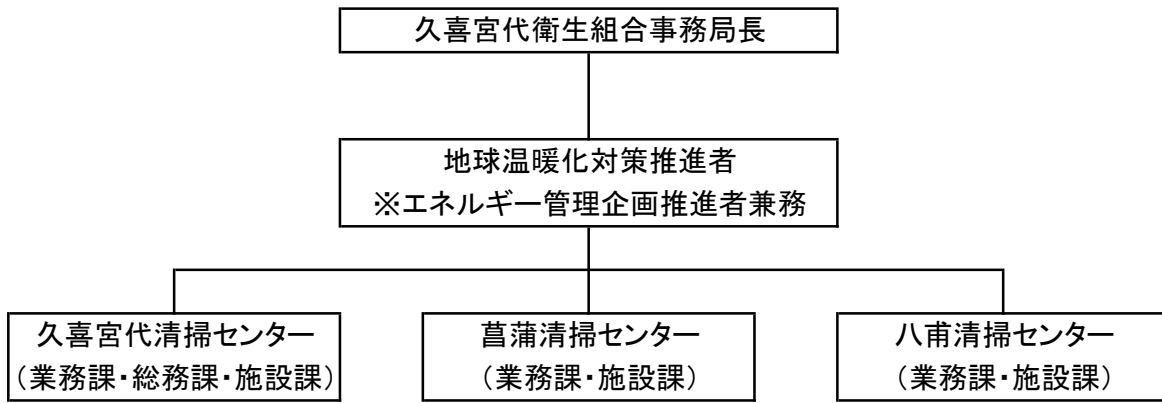 久喜宮代衛生組合事務局長
地球温暖化対策推進者
※エネルギー管理企画推進者兼務
久喜宮代清掃センター
（業務課・総務課・施設課）
菖蒲清掃センター
（業務課・施設課）
八甫清掃センター
（業務課・施設課）